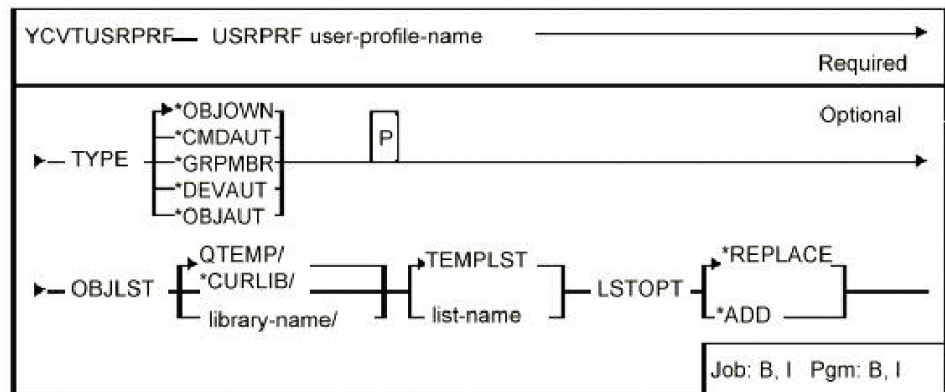 YCVTUSRPRF USRPRF user-profile-name
Required
Optional
*OBJOWN
*CMDAUT
P
TYPE *GRPMBR
*DEVAUT
*OBJAUT
QTEMP/ TEMPLST *REPLACE
*CURLIB/
OBJLST LSTOPT
library-name/ list-name *ADD
Job: B, I Pgm: B, I